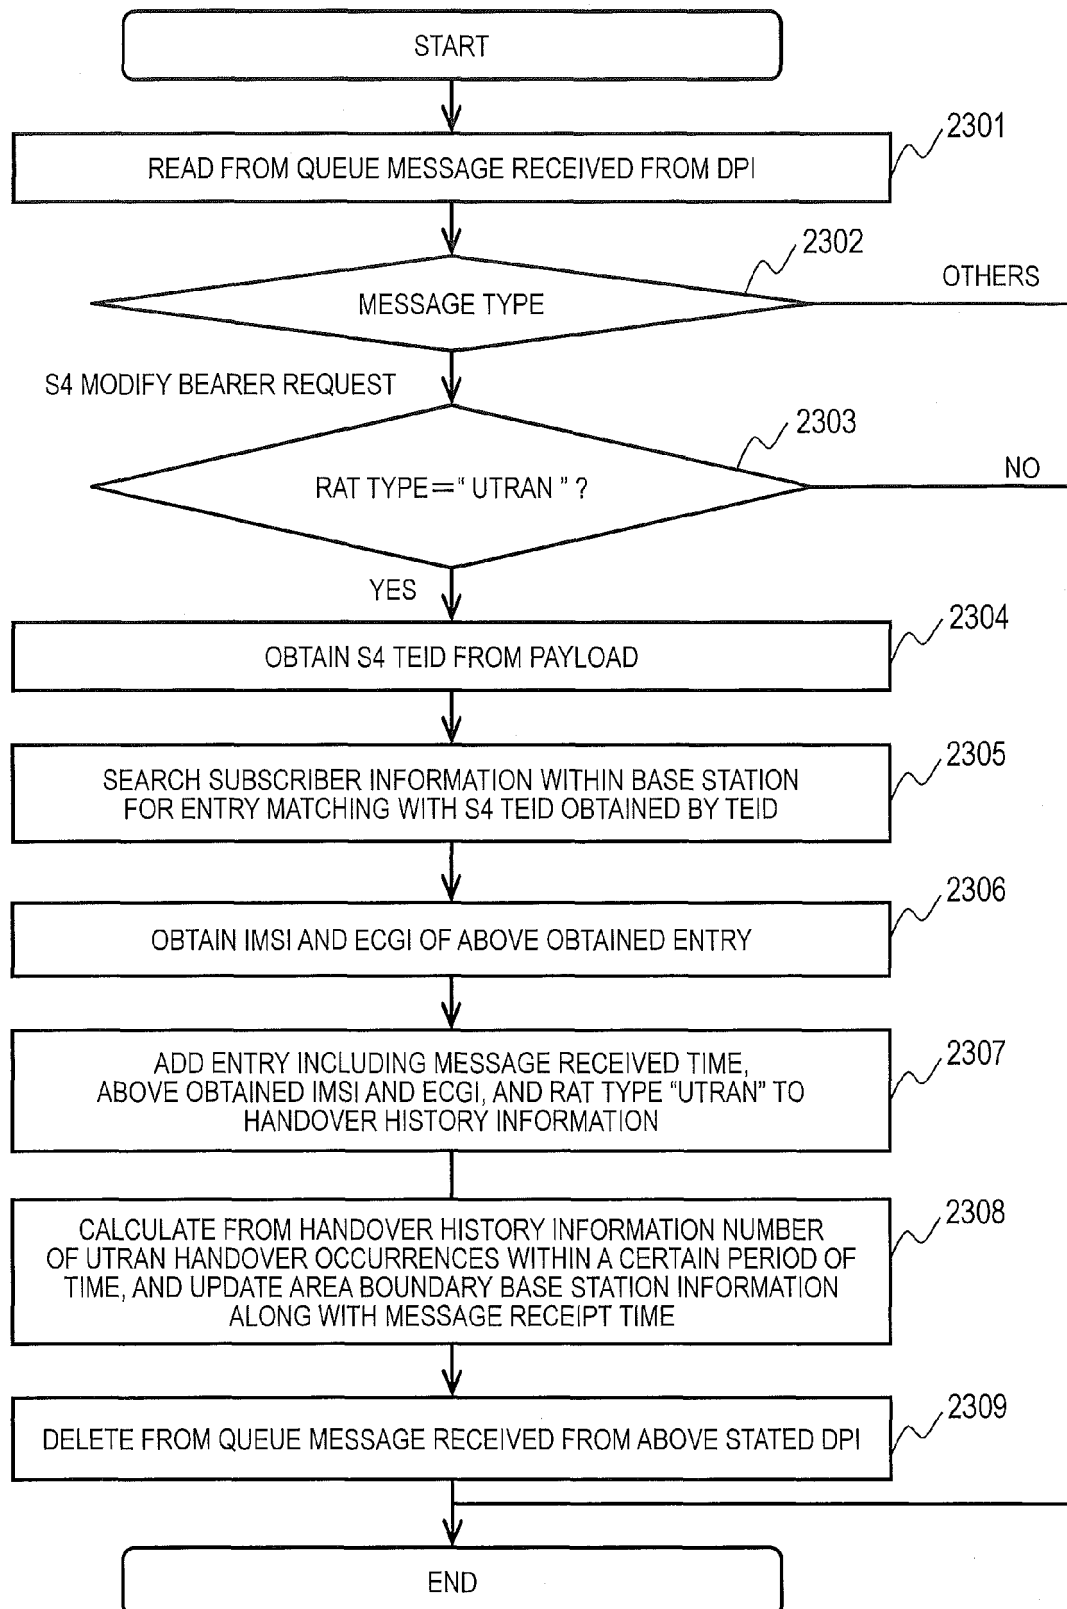 START
2301
READ FROM QUEUE MESSAGE RECEIVED FROM DPI
2302
OTHERS
MESSAGE TYPE
S4 MODIFY BEARER REQUEST
2303
NO
RAT TYPE=“ UTRAN ” ?
YES
2304
OBTAIN S4 TEID FROM PAYLOAD
2305
SEARCH SUBSCRIBER INFORMATION WITHIN BASE STATION
FOR ENTRY MATCHING WITH S4 TEID OBTAINED BY TEID
2306
OBTAIN IMSI AND ECGI OF ABOVE OBTAINED ENTRY
2307
ADD ENTRY INCLUDING MESSAGE RECEIVED TIME,
ABOVE OBTAINED IMSI AND ECGI, AND RAT TYPE “UTRAN” TO
HANDOVER HISTORY INFORMATION
2308
CALCULATE FROM HANDOVER HISTORY INFORMATION NUMBER
OF UTRAN HANDOVER OCCURRENCES WITHIN A CERTAIN PERIOD OF
TIME, AND UPDATE AREA BOUNDARY BASE STATION INFORMATION
ALONG WITH MESSAGE RECEIPT TIME
2309
DELETE FROM QUEUE MESSAGE RECEIVED FROM ABOVE STATED DPI
END